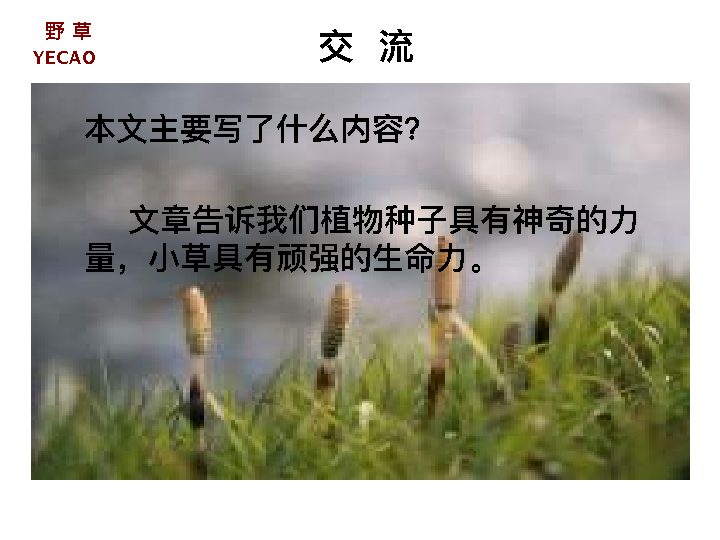 野 草
YECAO
交 流
本文主要写了什么内容?
文章告诉我们植物种子具有神奇的力
量，小草具有顽强的生命力。